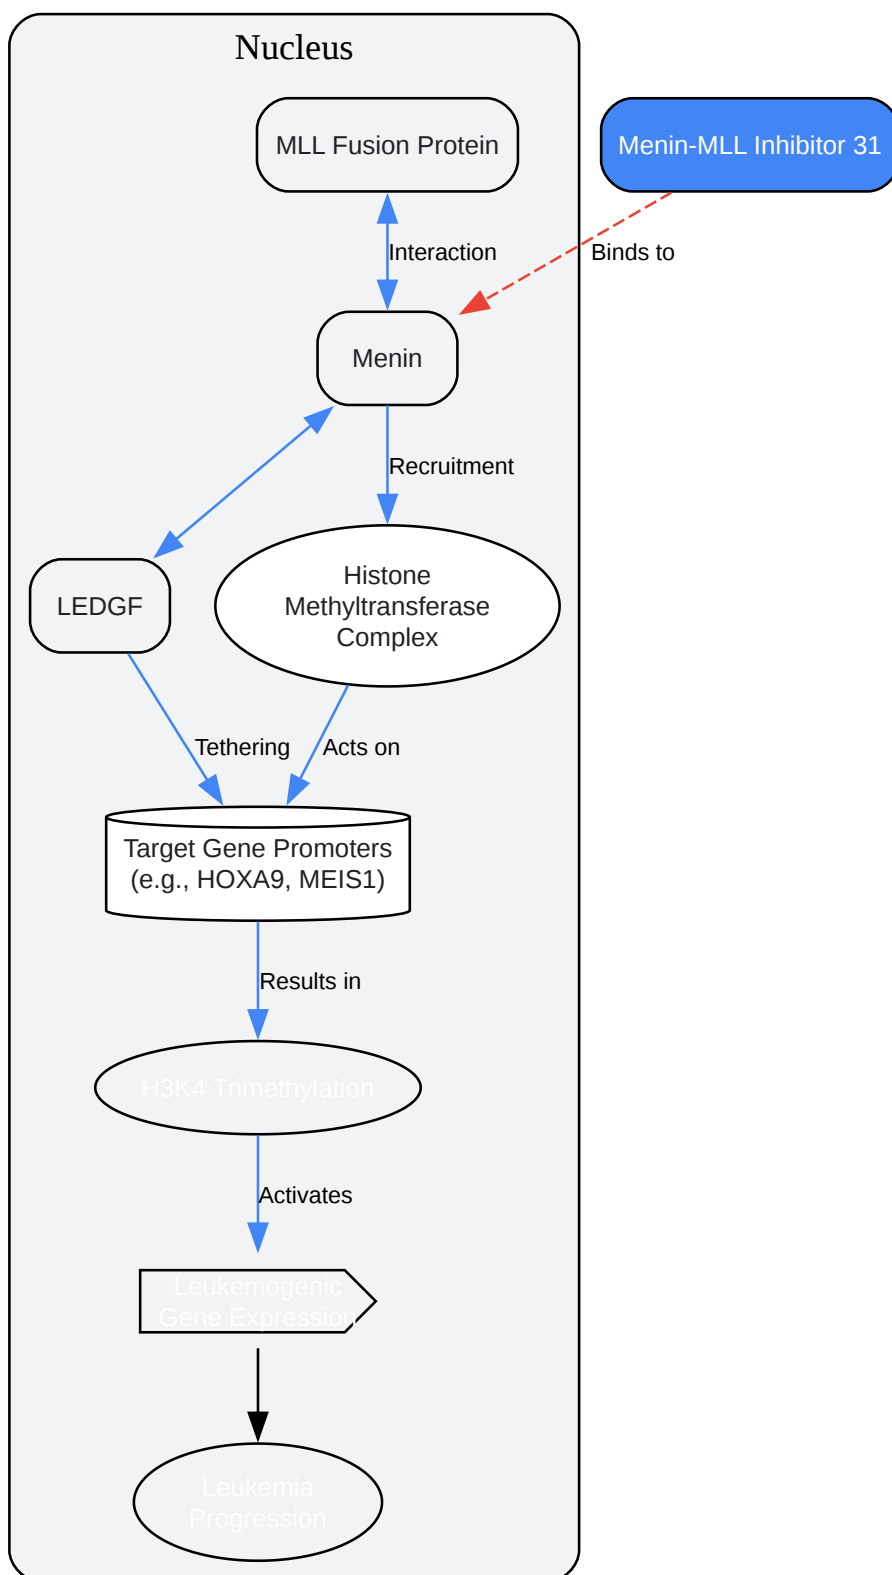 Nucleus
MLL Fusion Protein
Menin-MLL Inhibitor 31
Interaction
Binds to
Menin
Recruitment
LEDGF
Histone
Methyltransferase
Complex
Tethering
Acts on
Target Gene Promoters
(e.g., HOXA9, MEIS1)
Results in
H3K4 Trimethylation
Activates
Leukemogenic
Gene Expression
Leukemia
Progression